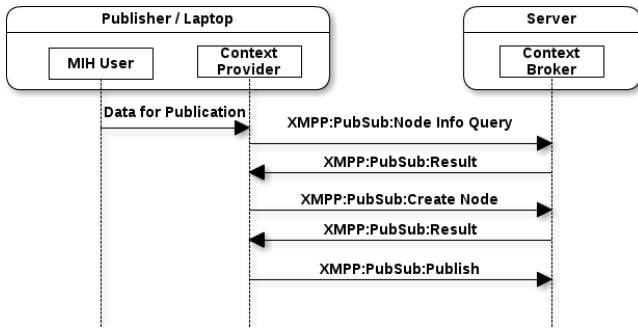 Publisher / Laptop
Server
MIH User
Context
Provider
Context
Broker
Data for Publication
XMPP:PubSub:Node Info Query
XMPP:PubSub:Result
XMPP:PubSub:Create Node
XMPP:PubSub:Result
XMPP:PubSub:Publish